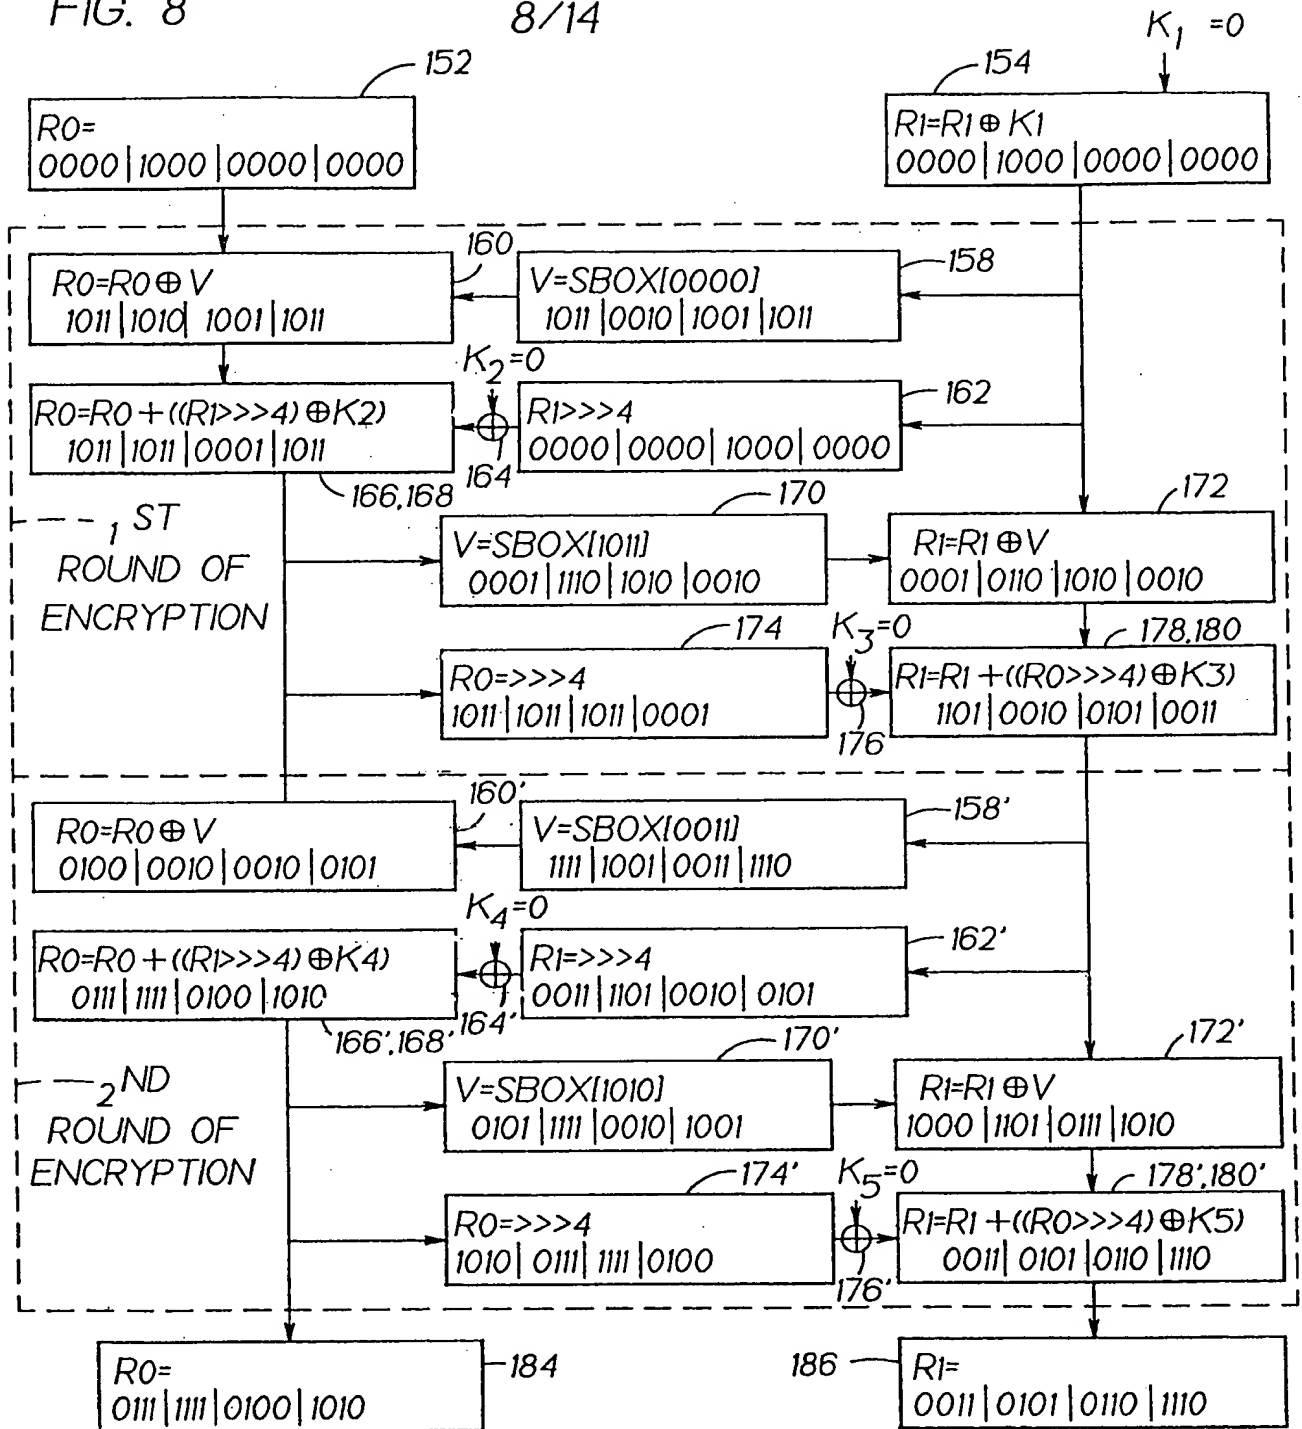 FIG. 8
8/14
K1 =0
152
154
R0=
0000|1000|0000|0000
R1=R1⊕K1
0000|1000|0000|0000
160
R0=R0⊕V
1011|1010|1001|1011
V=SBOX[0000]
1011|0010|1001|1011
158
K2=0
R0=R0+((R1>>>4)⊕K2)
1011|1011|0001|1011
R1>>>4
0000|0000|1000|0000
162
164
166,168
1ST
ROUND OF
ENCRYPTION
170
V=SBOX[1011]
0001|1110|1010|0010
172
R1=R1⊕V
0001|0110|1010|0010
174
R0=>>>4
1011|1011|1011|0001
K3=0
176
178,180
R1=R1+((R0>>>4)⊕K3)
1101|0010|0101|0011
160'
R0=R0⊕V
0100|0010|0010|0101
V=SBOX[0011]
1111|1001|0011|1110
158'
K4=0
R0=R0+((R1>>>4)⊕K4)
0111|1111|0100|1010
R1=>>>4
0011|1101|0010|0101
162'
164'
166',168'
2ND
ROUND OF
ENCRYPTION
170'
V=SBOX[1010]
0101|1111|0010|1001
172'
R1=R1⊕V
1000|1101|0111|1010
174'
R0=>>>4
1010|0111|1111|0100
K5=0
176'
178',180'
R1=R1+((R0>>>4)⊕K5)
0011|0101|0110|1110
R0=
0111|1111|0100|1010
184
186
R1=
0011|0101|0110|1110